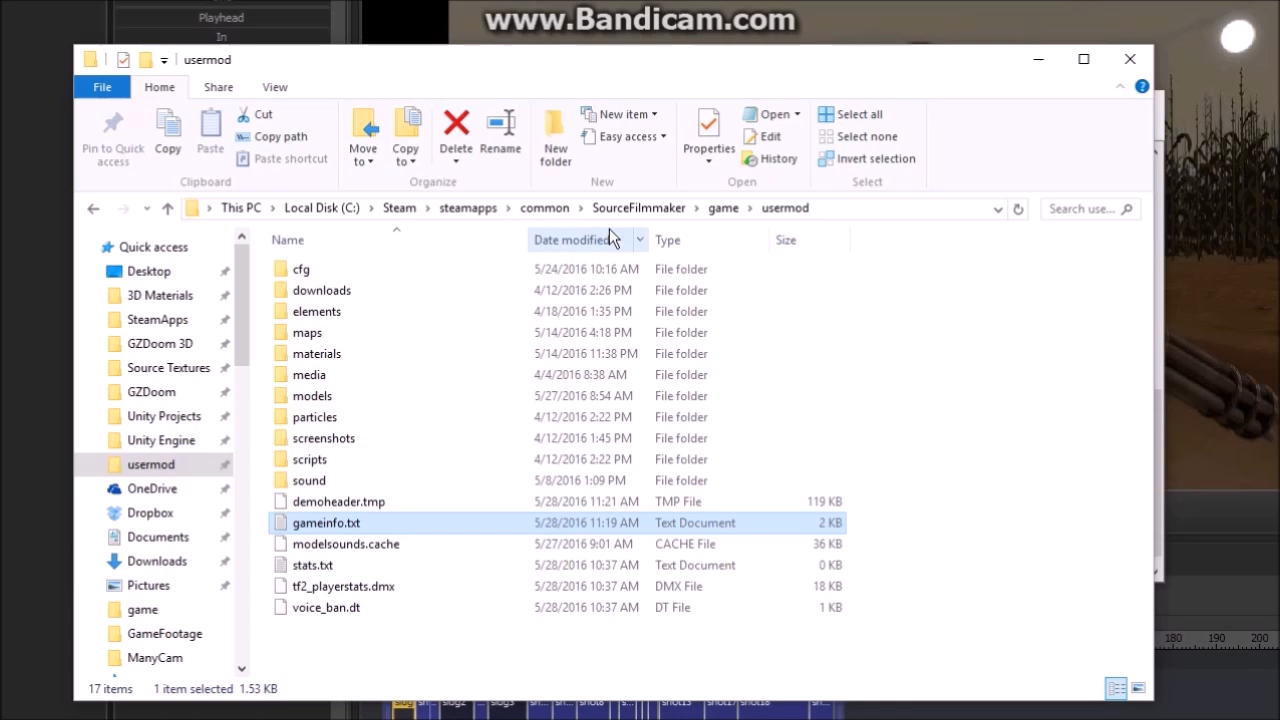 Playhead
In
www.Bandicam.com
usermod
File Home Share View
Pin to Quick access
Copy
Paste
Cut
Copy path
Paste shortcut
Clipboard
Move to
Copy to
Delete
Rename
Organize
New folder
New item
Easy access
New
Properties
Open
Edit
History
Open
Select all
Select none
Invert selection
Select
This PC > Local Disk (C:) > Steam > steamapps > common > SourceFilmmaker > game > usermod
Search use...
Name Date modified Type Size
Quick access
Desktop
3D Materials
SteamApps
GZDoom 3D
Source Textures
GZDoom
Unity Projects
Unity Engine
usermod
OneDrive
Dropbox
Documents
Downloads
Pictures
game
GameFootage
ManyCam
cfg 5/24/2016 10:16 AM File folder
downloads 4/12/2016 2:26 PM File folder
elements 4/18/2016 1:35 PM File folder
maps 5/14/2016 4:18 PM File folder
materials 5/14/2016 11:38 PM File folder
media 4/4/2016 8:38 AM File folder
models 5/27/2016 8:54 AM File folder
particles 4/12/2016 2:22 PM File folder
screenshots 4/12/2016 1:45 PM File folder
scripts 4/12/2016 2:22 PM File folder
sound 5/8/2016 1:09 PM File folder
demoheader.tmp 5/28/2016 11:21 AM TMP File 119 KB
gameinfo.txt 5/28/2016 11:19 AM Text Document 2 KB
modelsounds.cache 5/27/2016 9:01 AM CACHE File 36 KB
stats.txt 5/28/2016 10:37 AM Text Document 0 KB
tf2_playerstats.dmx 5/28/2016 10:37 AM DMX File 18 KB
voice_ban.dt 5/28/2016 10:37 AM DT File 1 KB
17 items 1 item selected 1.53 KB
180 190 200